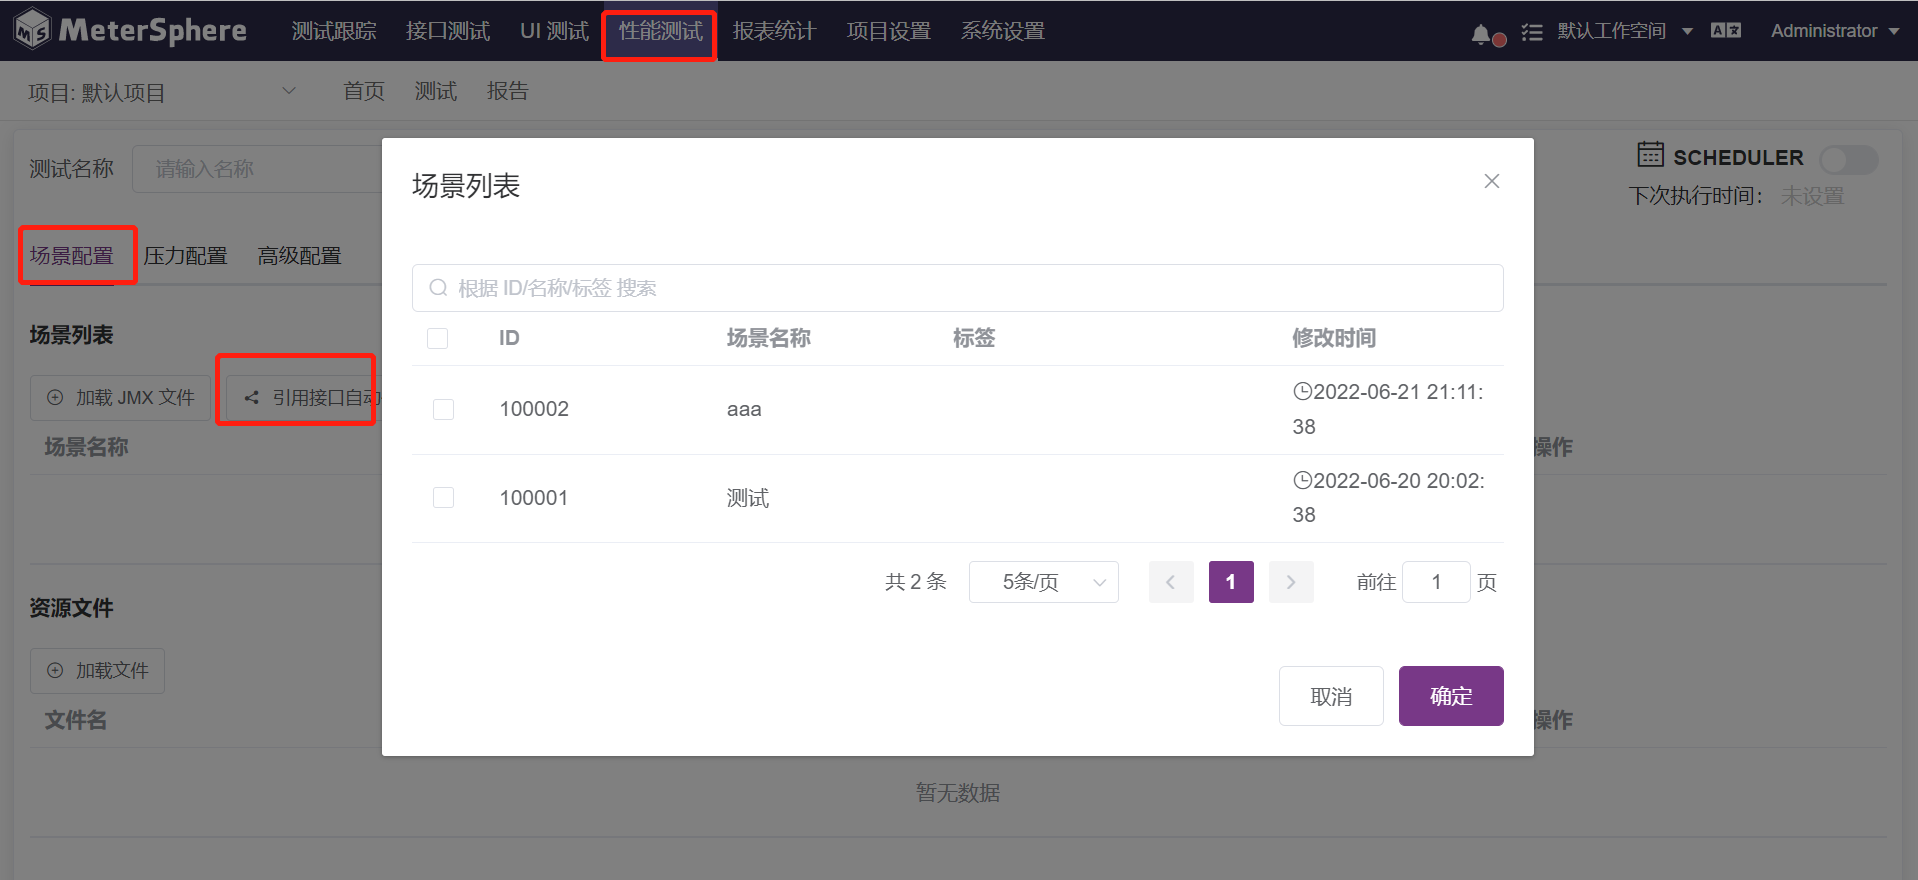 MeterSphere 测试跟踪 接口测试 UI 测试 性能测试 报表统计 项目设置 系统设置 默认工作空间 Administrator
项目: 默认项目 首页 测试 报告
测试名称 请输入名称
SCHEDULER
下次执行时间： 未设置
场景配置 压力配置 高级配置
场景列表
加载 JMX 文件 引用接口自动
场景名称 操作
资源文件
加载文件
文件名 操作
暂无数据
场景列表
根据 ID/名称/标签 搜索
ID 场景名称 标签 修改时间
100002 aaa 2022-06-21 21:11:
38
100001 测试 2022-06-20 20:02:
38
共 2 条 5条/页 1 前往 1 页
取消 确定